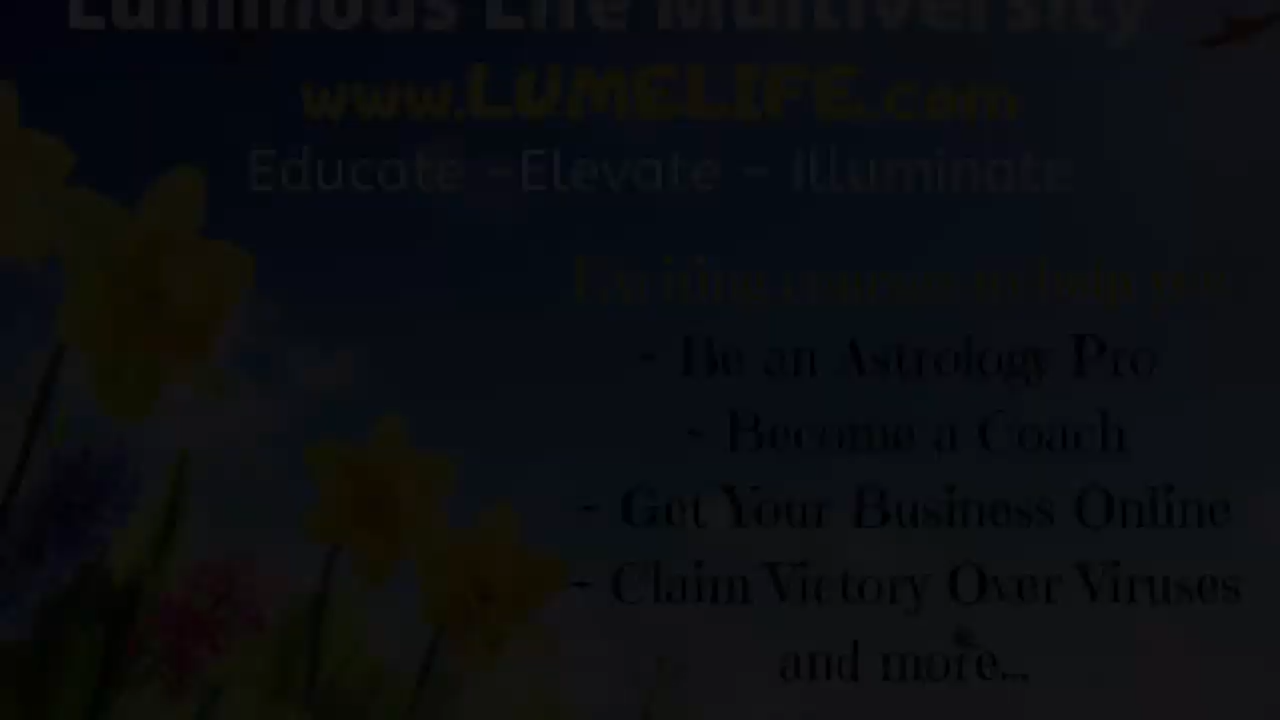 Luminous Life Multiversity
www.LUMELIFE.com
Educate -Elevate - Illuminate
Exciting courses to help you
- Be an Astrology Pro
- Become a Coach
- Get Your Business Online
- Claim Victory Over Viruses
and more...